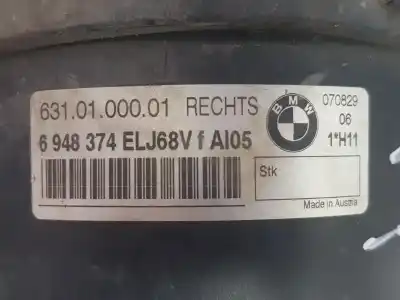 631.01.000.01 RECHTS
BMW
070829
06
1*H11
6 948 374 ELJ68V f AI05
Stk
Made in Austria